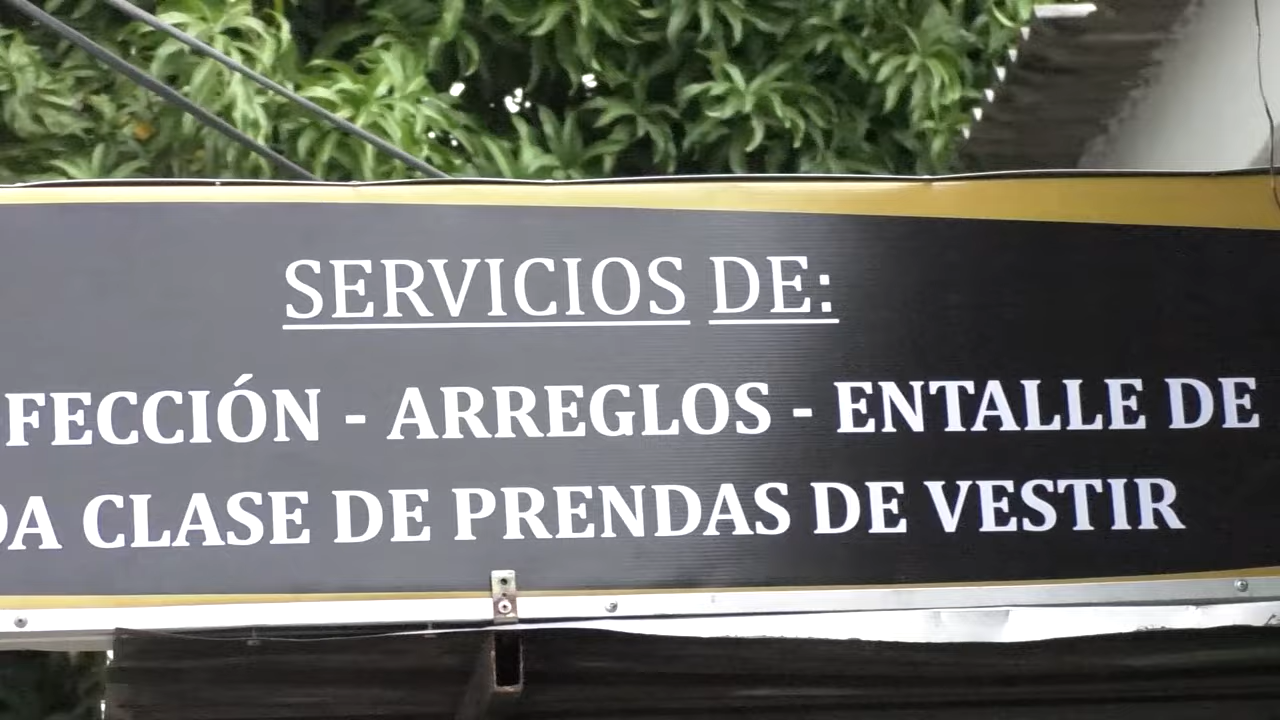 SERVICIOS DE:
FECCIÓN - ARREGLOS - ENTALLE DE
DA CLASE DE PRENDAS DE VESTIR